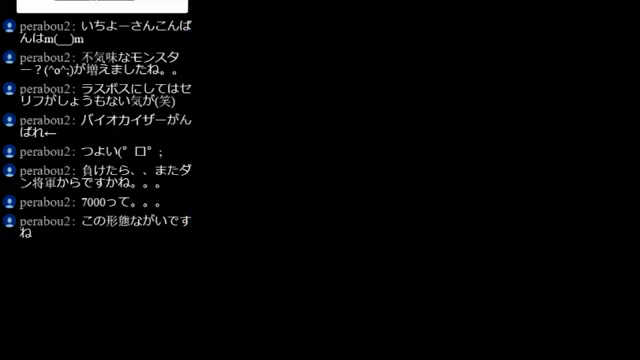 perabou2: いちよーさんこんば
んはm(__)m
perabou2: 不気味なモンスタ
ー？(^o^;)が増えましたね。。
perabou2: ラスボスにしてはセ
リフがしょうもない気が(笑)
perabou2: バイオカイザーがん
ばれ←
perabou2: つよい(°ロ°;
perabou2: 負けたら、、またダ
ン将軍からですかね。。。
perabou2: 7000って。。。
perabou2: この形態ながいです
ね